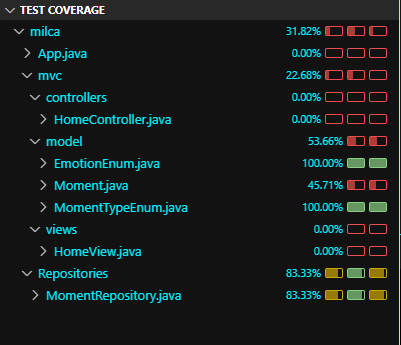 TEST COVERAGE
milca 31.82%
App.java 0.00%
mvc 22.68%
controllers 0.00%
HomeController.java 0.00%
model 53.66%
EmotionEnum.java 100.00%
Moment.java 45.71%
MomentTypeEnum.java 100.00%
views 0.00%
HomeView.java 0.00%
Repositories 83.33%
MomentRepository.java 83.33%